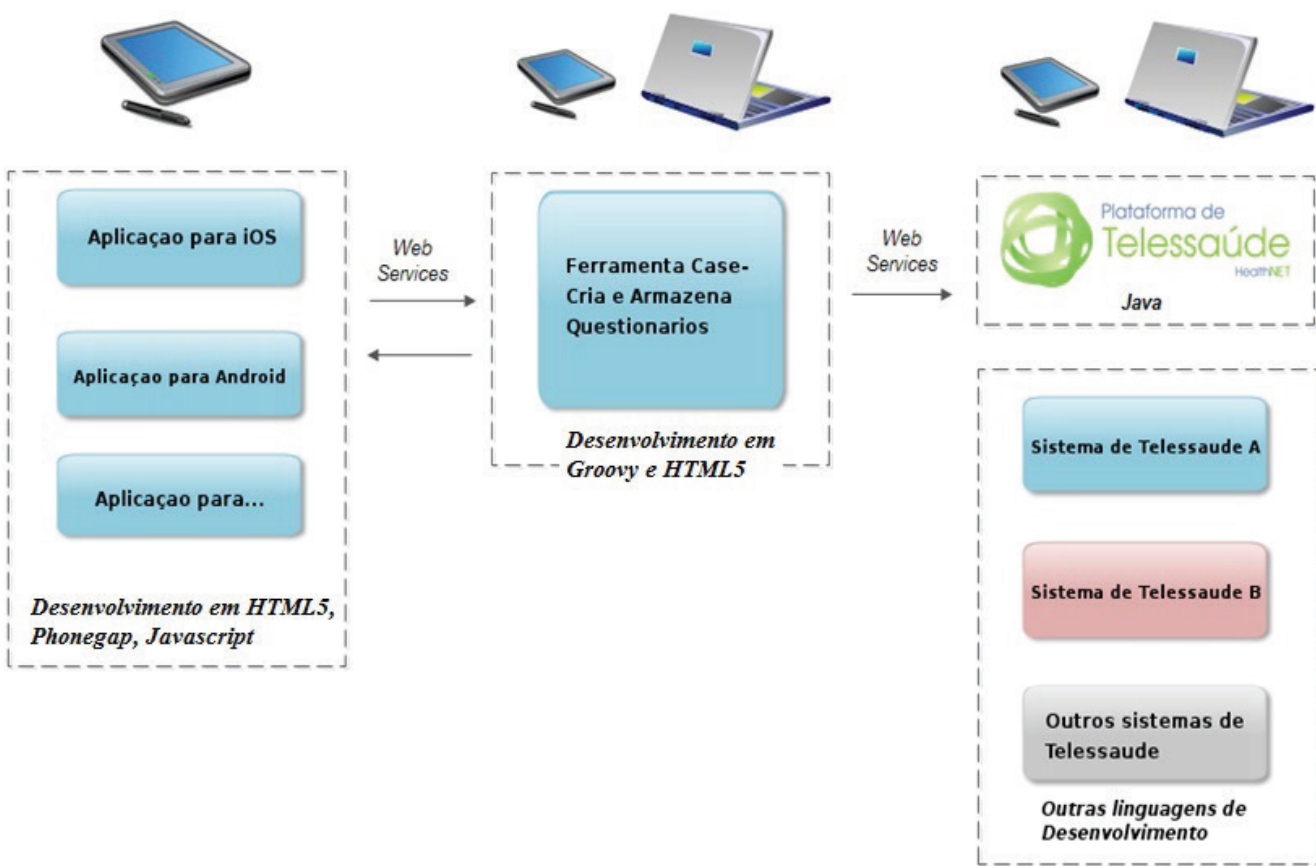 Aplicaçao para iOS
Aplicaçao para Android
Aplicaçao para...
Desenvolvimento em HTML5,
Phonegap, Javascript
Web
Services
Ferramenta Case-
Cria e Armazena
Questionarios
Desenvolvimento em
Groovy e HTML5
Web
Services
Plataforma de
Telessaúde
HealthNET
Java
Sistema de Telessaude A
Sistema de Telessaude B
Outros sistemas de
Telessaude
Outras linguagens de
Desenvolvimento